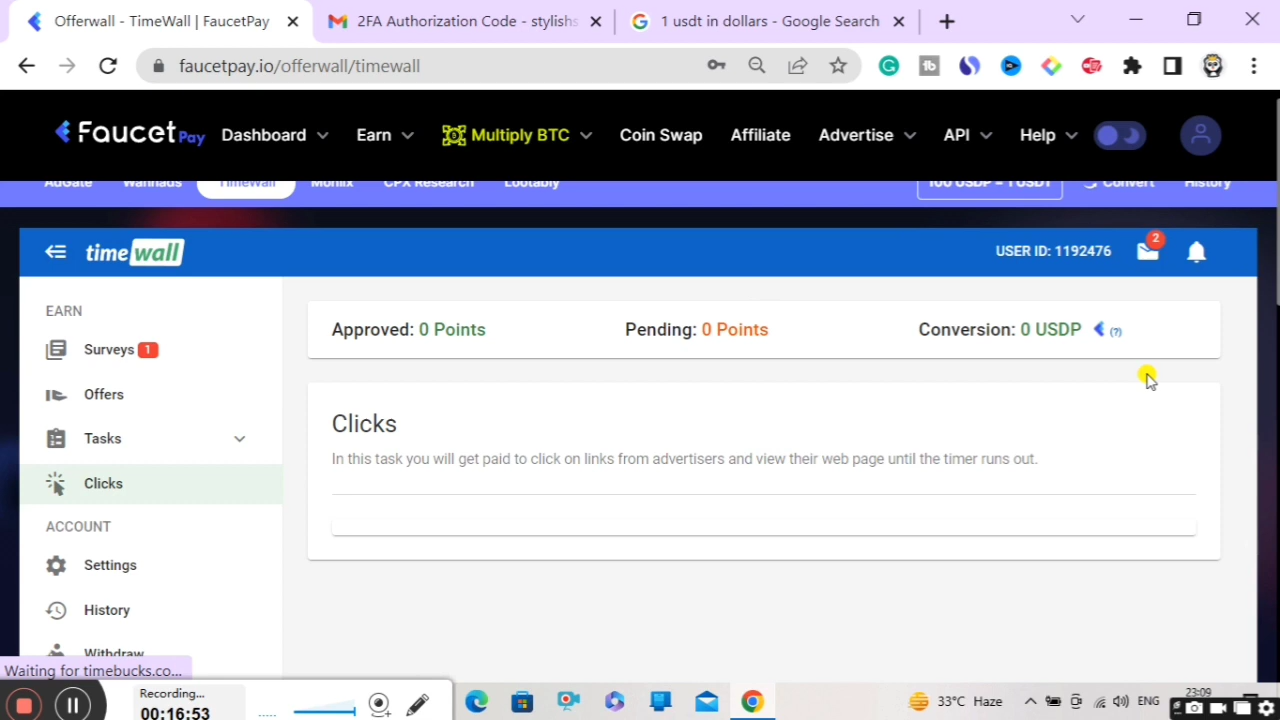 Offerwall - TimeWall | FaucetPay
2FA Authorization Code - stylishs
1 usdt in dollars - Google Search
faucetpay.io/offerwall/timewall
FaucetPay Dashboard Earn Multiply BTC Coin Swap Affiliate Advertise API Help
AdGate Wannads TimeWall Monlix CPX Research Lootably 100 USDP = 1 USDT Convert History
timewall USER ID: 1192476 2
EARN
Surveys 1
Offers
Tasks
Clicks
ACCOUNT
Settings
History
Withdraw
Approved: 0 Points Pending: 0 Points Conversion: 0 USDP (?)
Clicks
In this task you will get paid to click on links from advertisers and view their web page until the timer runs out.
Waiting for timebucks.co...
Recording...
00:16:53
33°C Haze ENG 23:09